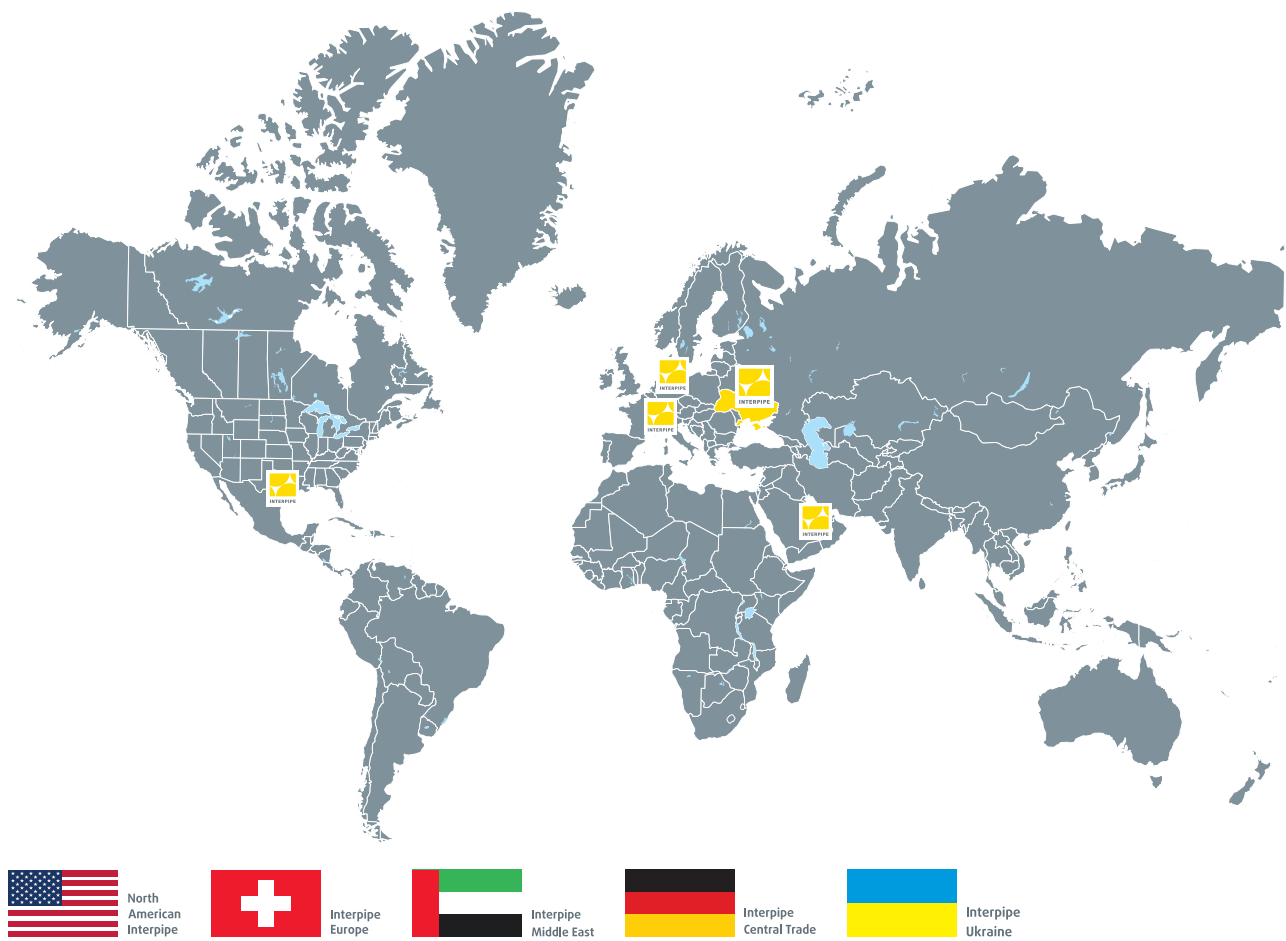 INTERPIPE
INTERPIPE
INTERPIPE
INTERPIPE
INTERPIPE
North
American
Interpipe
Interpipe
Europe
Interpipe
Middle East
Interpipe
Central Trade
Interpipe
Ukraine